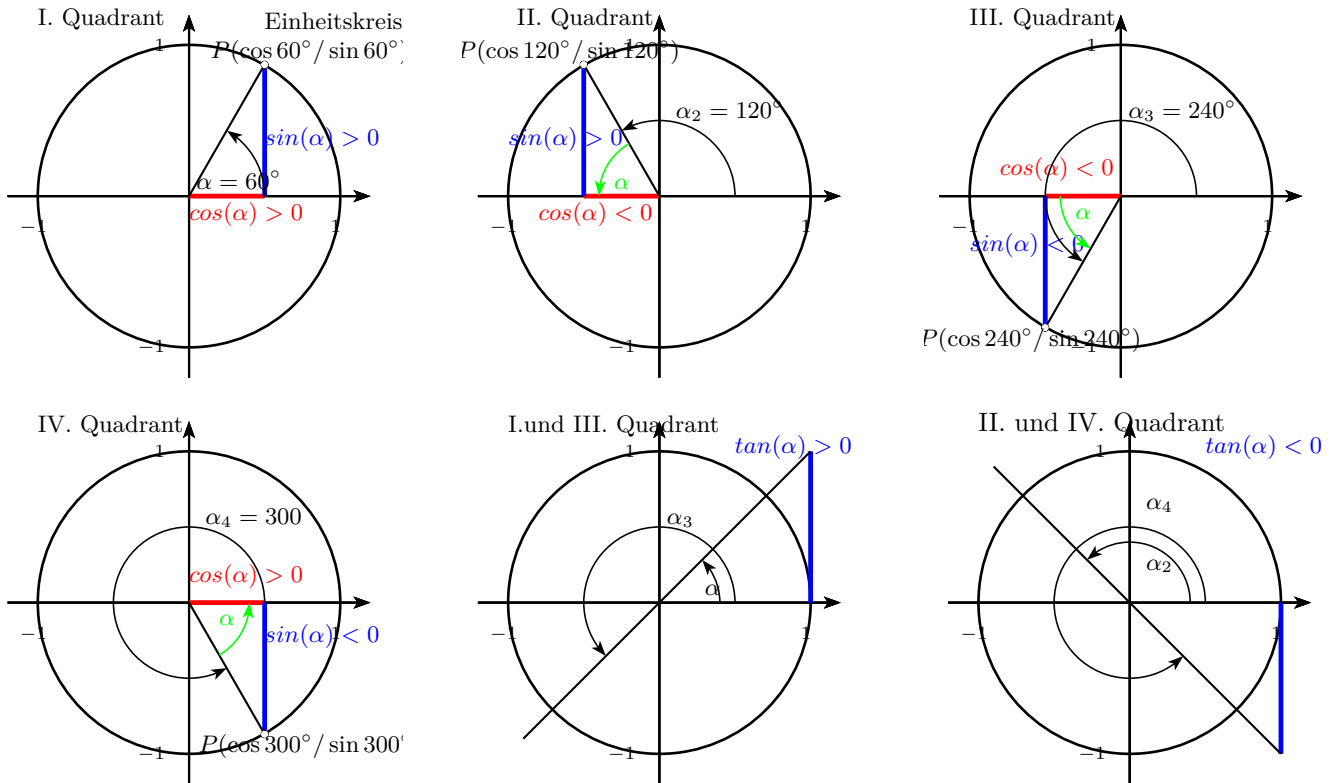 I. Quadrant
Einheitskreis
P(cos 60°/ sin 60°)
1
sin(α) > 0
α = 60°
cos(α) > 0
−1
1
−1
II. Quadrant
P(cos 120°/ sin 120°)
1
α₂ = 120°
sin(α) > 0
α
cos(α) < 0
−1
1
−1
III. Quadrant
1
α₃ = 240°
cos(α) < 0
α
−1
1
sin(α) < 0
P(cos 240°/ sin 240°)
−1
IV. Quadrant
1
α₄ = 300
cos(α) > 0
α
−1
1
sin(α) < 0
P(cos 300°/ sin 300°
−1
I.und III. Quadrant
tan(α) > 0
1
α₃
α
−1
1
−1
II. und IV. Quadrant
tan(α) < 0
1
α₄
α₂
−1
1
−1